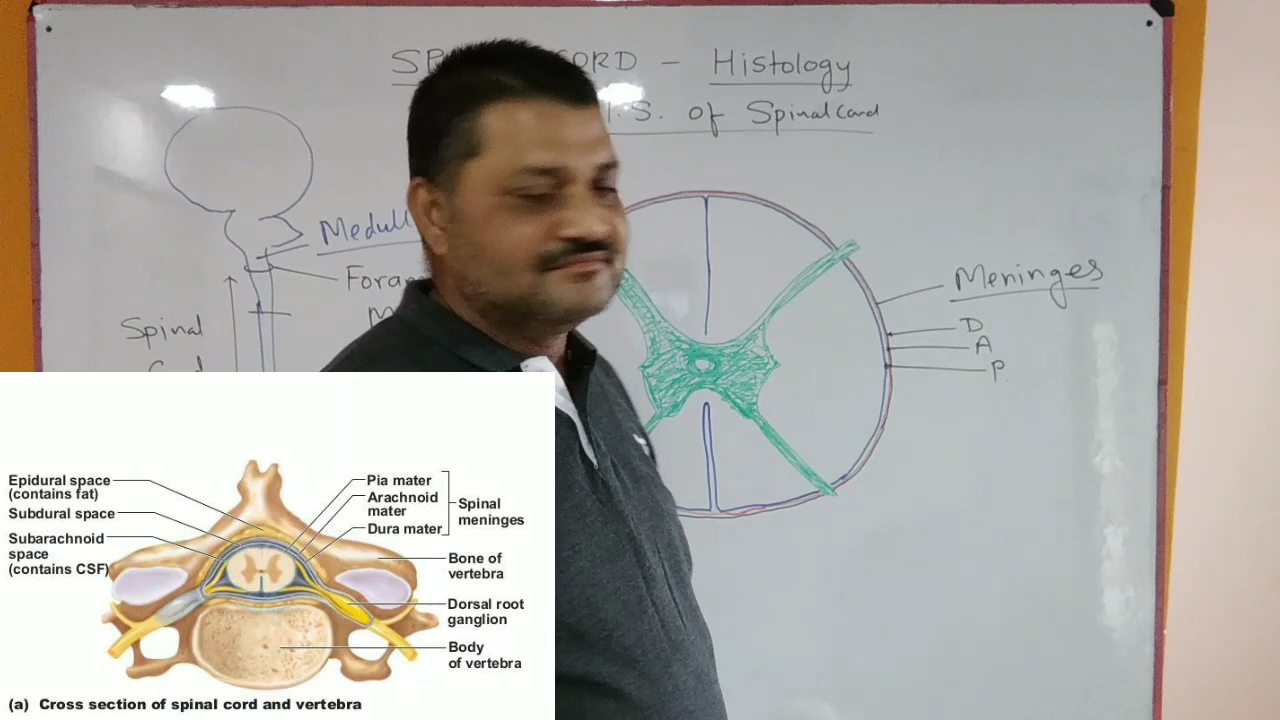 CORD - Histology
T.S. of Spinal Cord
Meninges
D
A
P.
Spinal
Epidural space
(contains fat)
Subdural space
Subarachnoid
space
(contains CSF)
Pia mater
Arachnoid
mater
Dura mater
Spinal
meninges
Bone of
vertebra
Dorsal root
ganglion
Body
of vertebra
(a) Cross section of spinal cord and vertebra